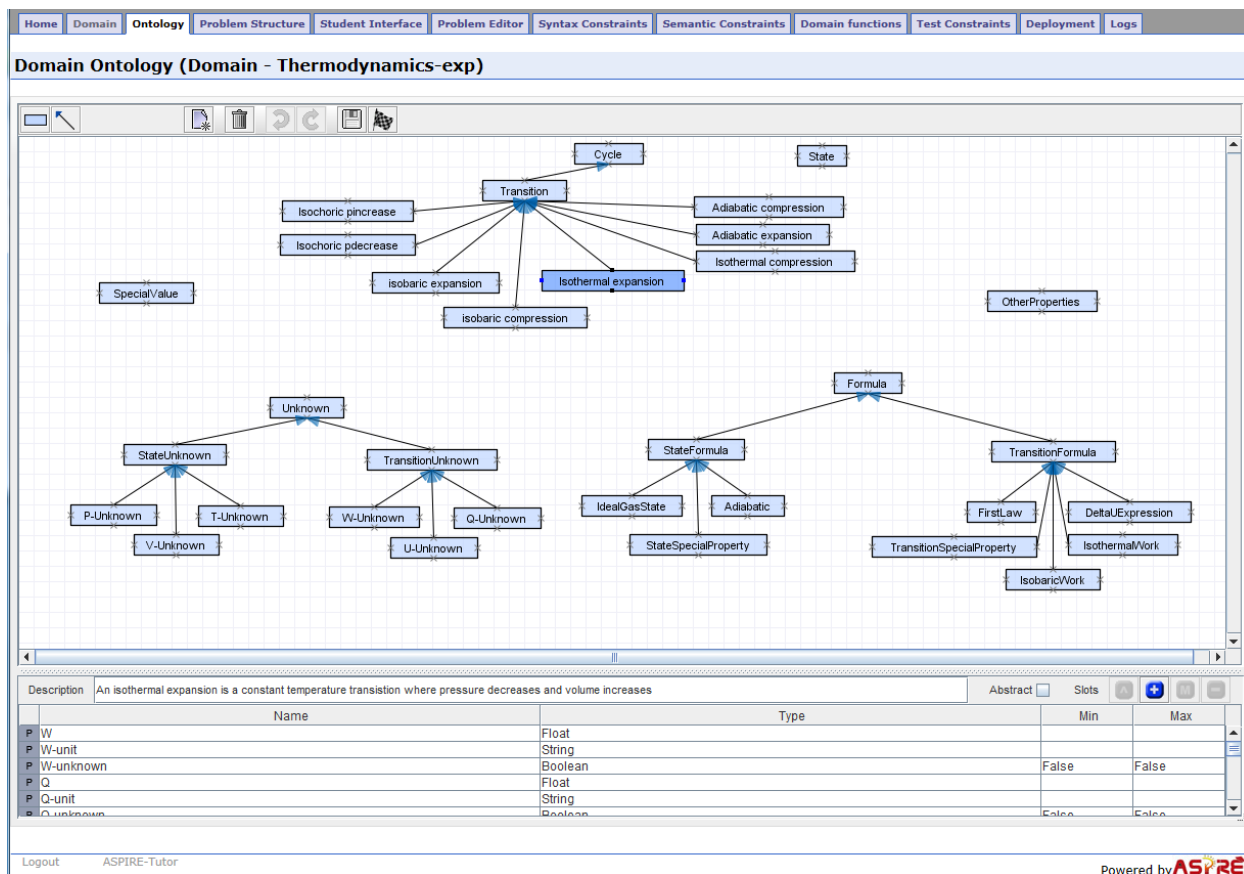 Home Domain Ontology Problem Structure Student Interface Problem Editor Syntax Constraints Semantic Constraints Domain functions Test Constraints Deployment Logs
Domain Ontology (Domain - Thermodynamics-exp)
Cycle
State
Transition
Isochoric pincrease
Adiabatic compression
Isochoric pdecrease
Adiabatic expansion
Isothermal compression
isobaric expansion
Isothermal expansion
SpecialValue
OtherProperties
isobaric compression
Formula
Unknown
StateUnknown
TransitionUnknown
StateFormula
TransitionFormula
P-Unknown
T-Unknown
W-Unknown
Q-Unknown
IdealGasState
Adiabatic
FirstLaw
DeltaUExpression
V-Unknown
U-Unknown
StateSpecialProperty
TransitionSpecialProperty
IsothermalWork
IsobaricWork
Description An isothermal expansion is a constant temperature transistion where pressure decreases and volume increases Abstract Slots A M
Name Type Min Max
P W Float
P W-unit String
P W-unknown Boolean False False
P Q Float
P Q-unit String
P Q-unknown Boolean False False
Logout ASPIRE-Tutor
Powered by ASPIRE